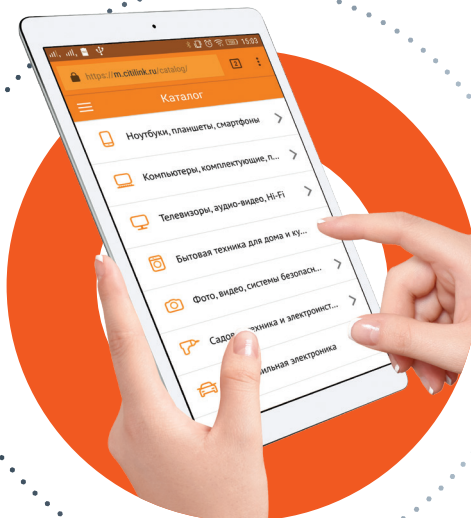 15:03
https://m.citilink.ru/catalog/
Каталог
Ноутбуки, планшеты, смартфоны
Компьютеры, комплектующие, п...
Телевизоры, аудио-видео, Hi-Fi
Бытовая техника для дома и ку...
Фото, видео, системы безопасн...
Садов техника и электроинст...
ильная электроника